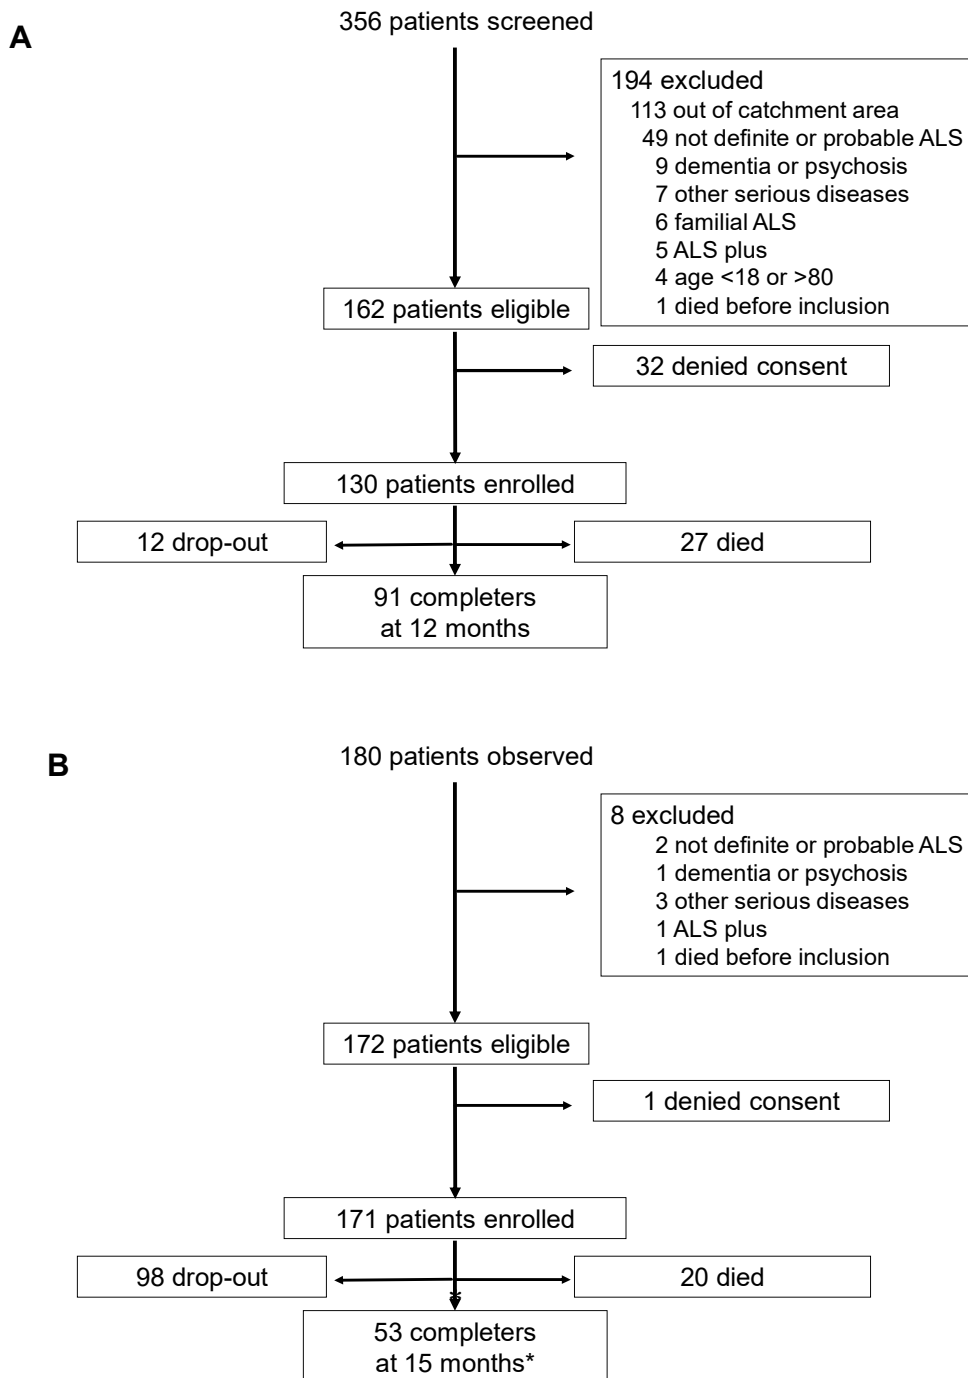 A
356 patients screened
194 excluded
113 out of catchment area
49 not definite or probable ALS
9 dementia or psychosis
7 other serious diseases
6 familial ALS
5 ALS plus
4 age <18 or >80
1 died before inclusion
162 patients eligible
32 denied consent
130 patients enrolled
12 drop-out
27 died
91 completers
at 12 months
B
180 patients observed
8 excluded
2 not definite or probable ALS
1 dementia or psychosis
3 other serious diseases
1 ALS plus
1 died before inclusion
172 patients eligible
1 denied consent
171 patients enrolled
98 drop-out
20 died
53 completers
at 15 months*